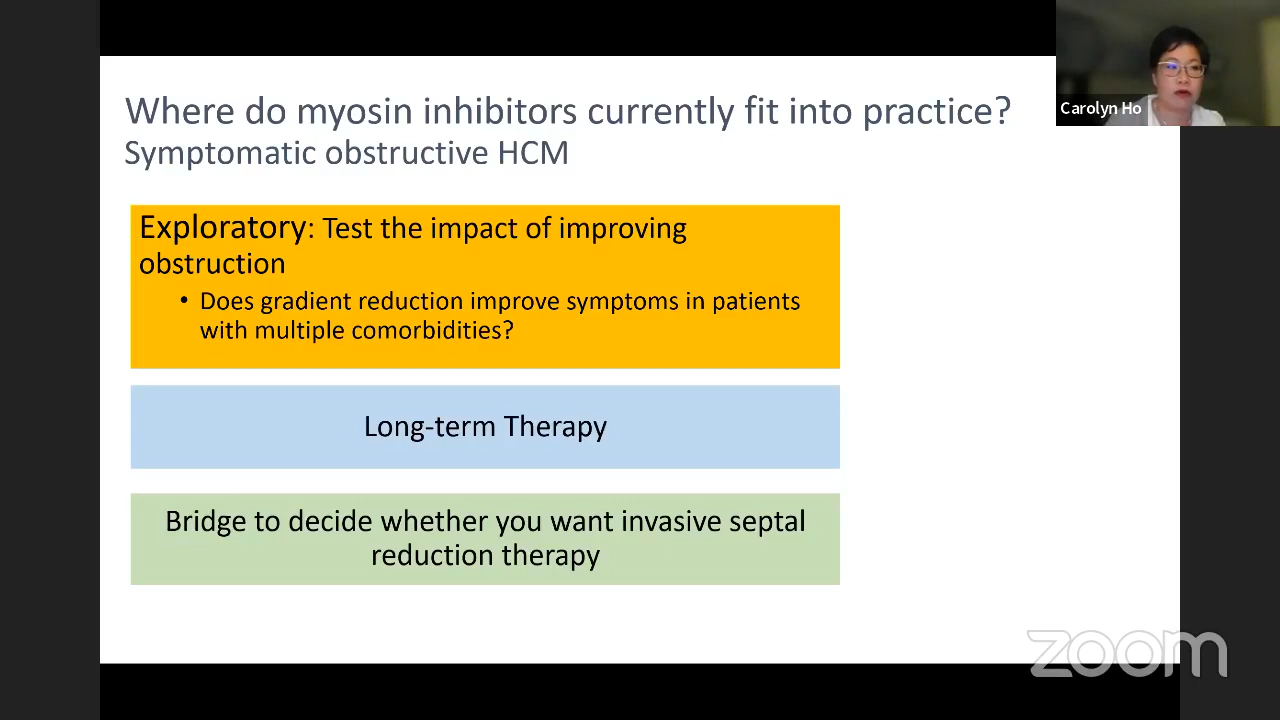 Where do myosin inhibitors currently fit into practice?
Symptomatic obstructive HCM
Carolyn Ho
Exploratory: Test the impact of improving
obstruction
• Does gradient reduction improve symptoms in patients
with multiple comorbidities?
Long-term Therapy
Bridge to decide whether you want invasive septal
reduction therapy
zoom